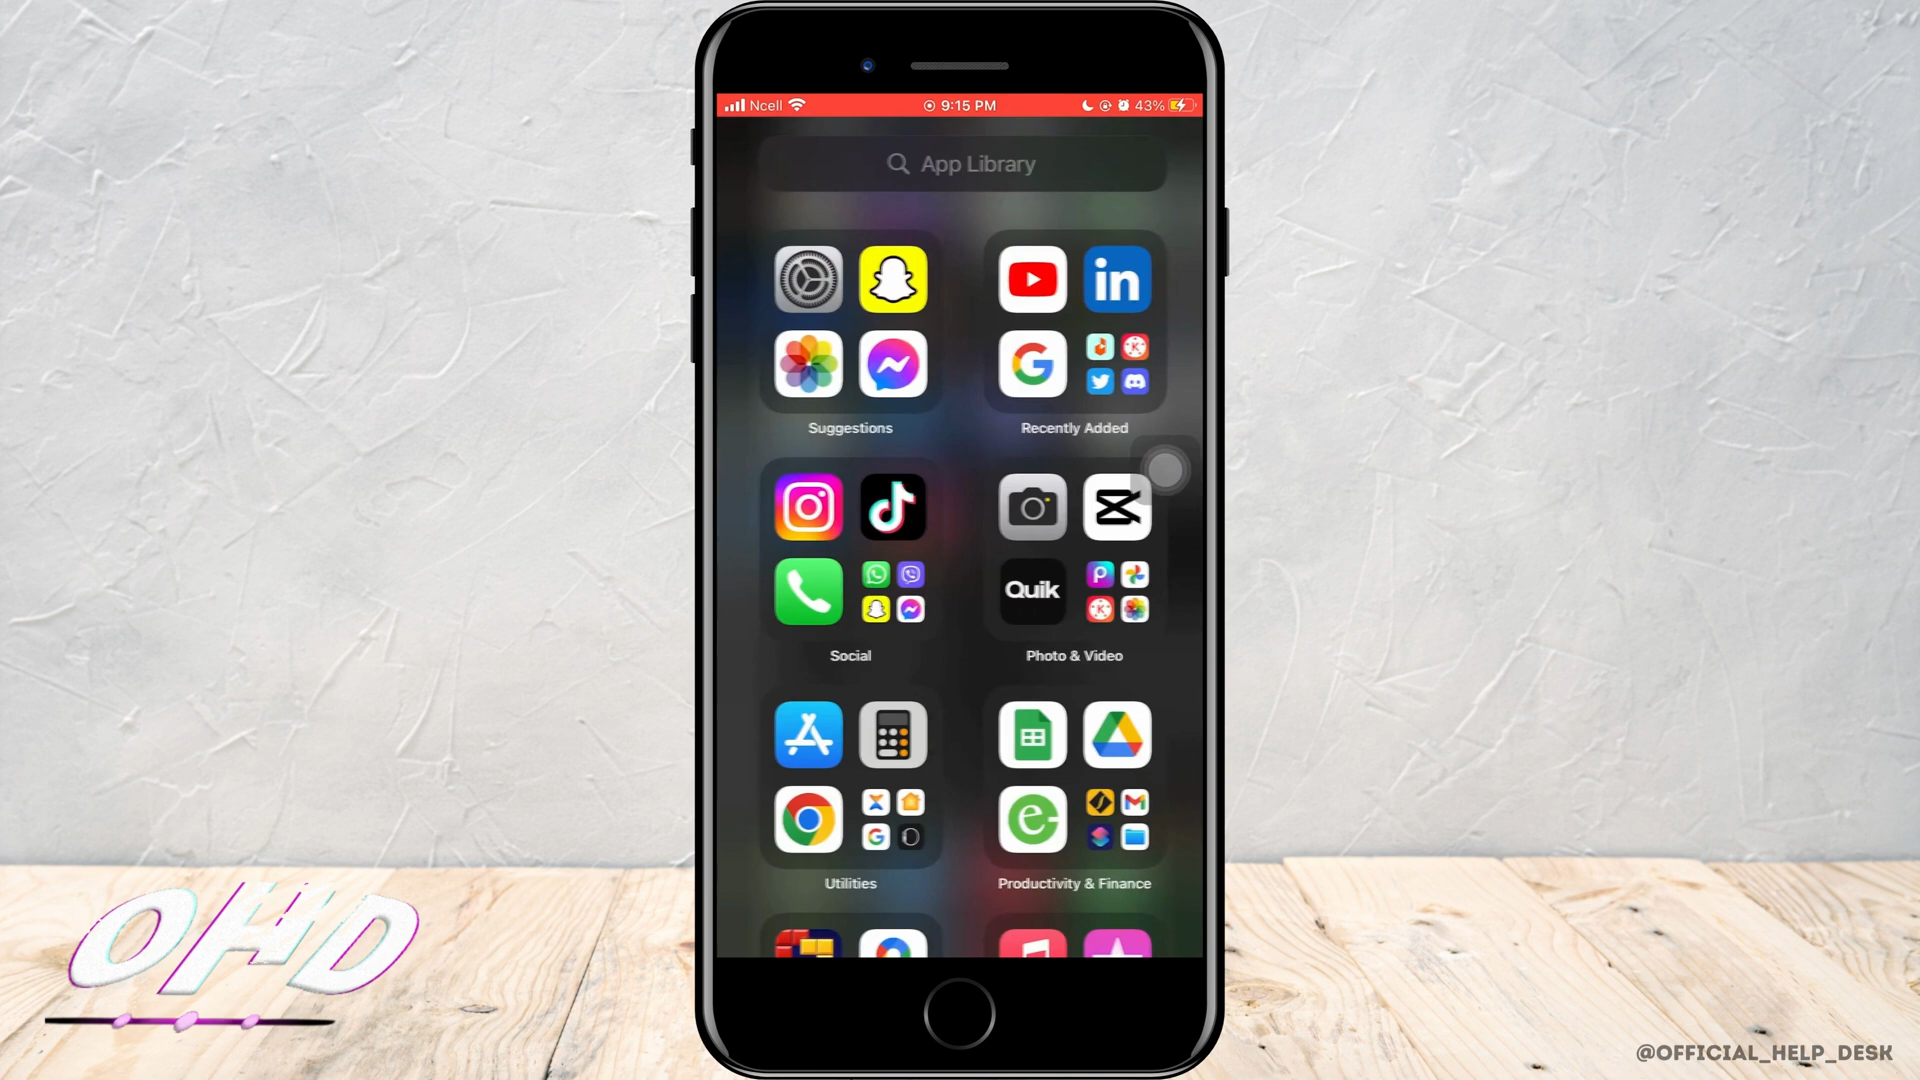 Ncell 9:15 PM 43%
App Library
in
Suggestions
Recently Added
Quik
Social
Photo & Video
Utilities
Productivity & Finance
OHD
@OFFICIAL_HELP_DESK